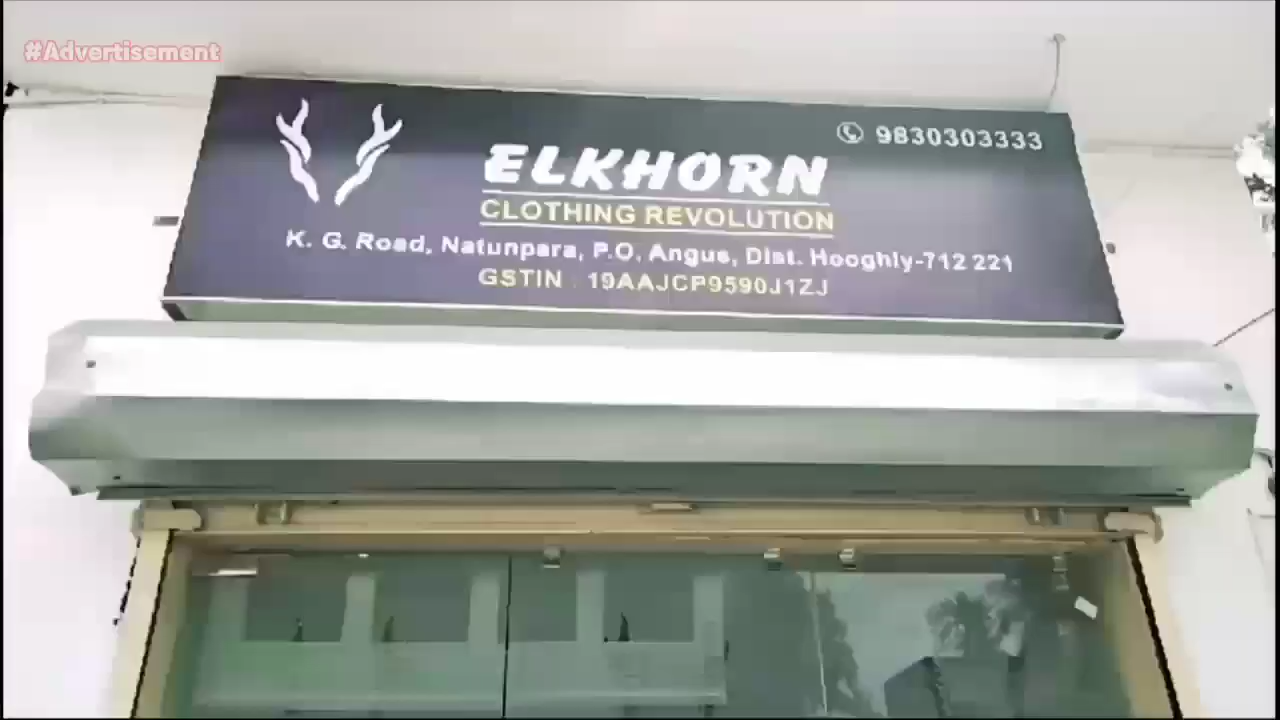 #Advertisement
9830303333
ELKHORN
CLOTHING REVOLUTION
K. G. Road, Natunpara, P.O. Angus, Dist. Hooghly-712 221
GSTIN : 19AAJCP9590J1ZJ